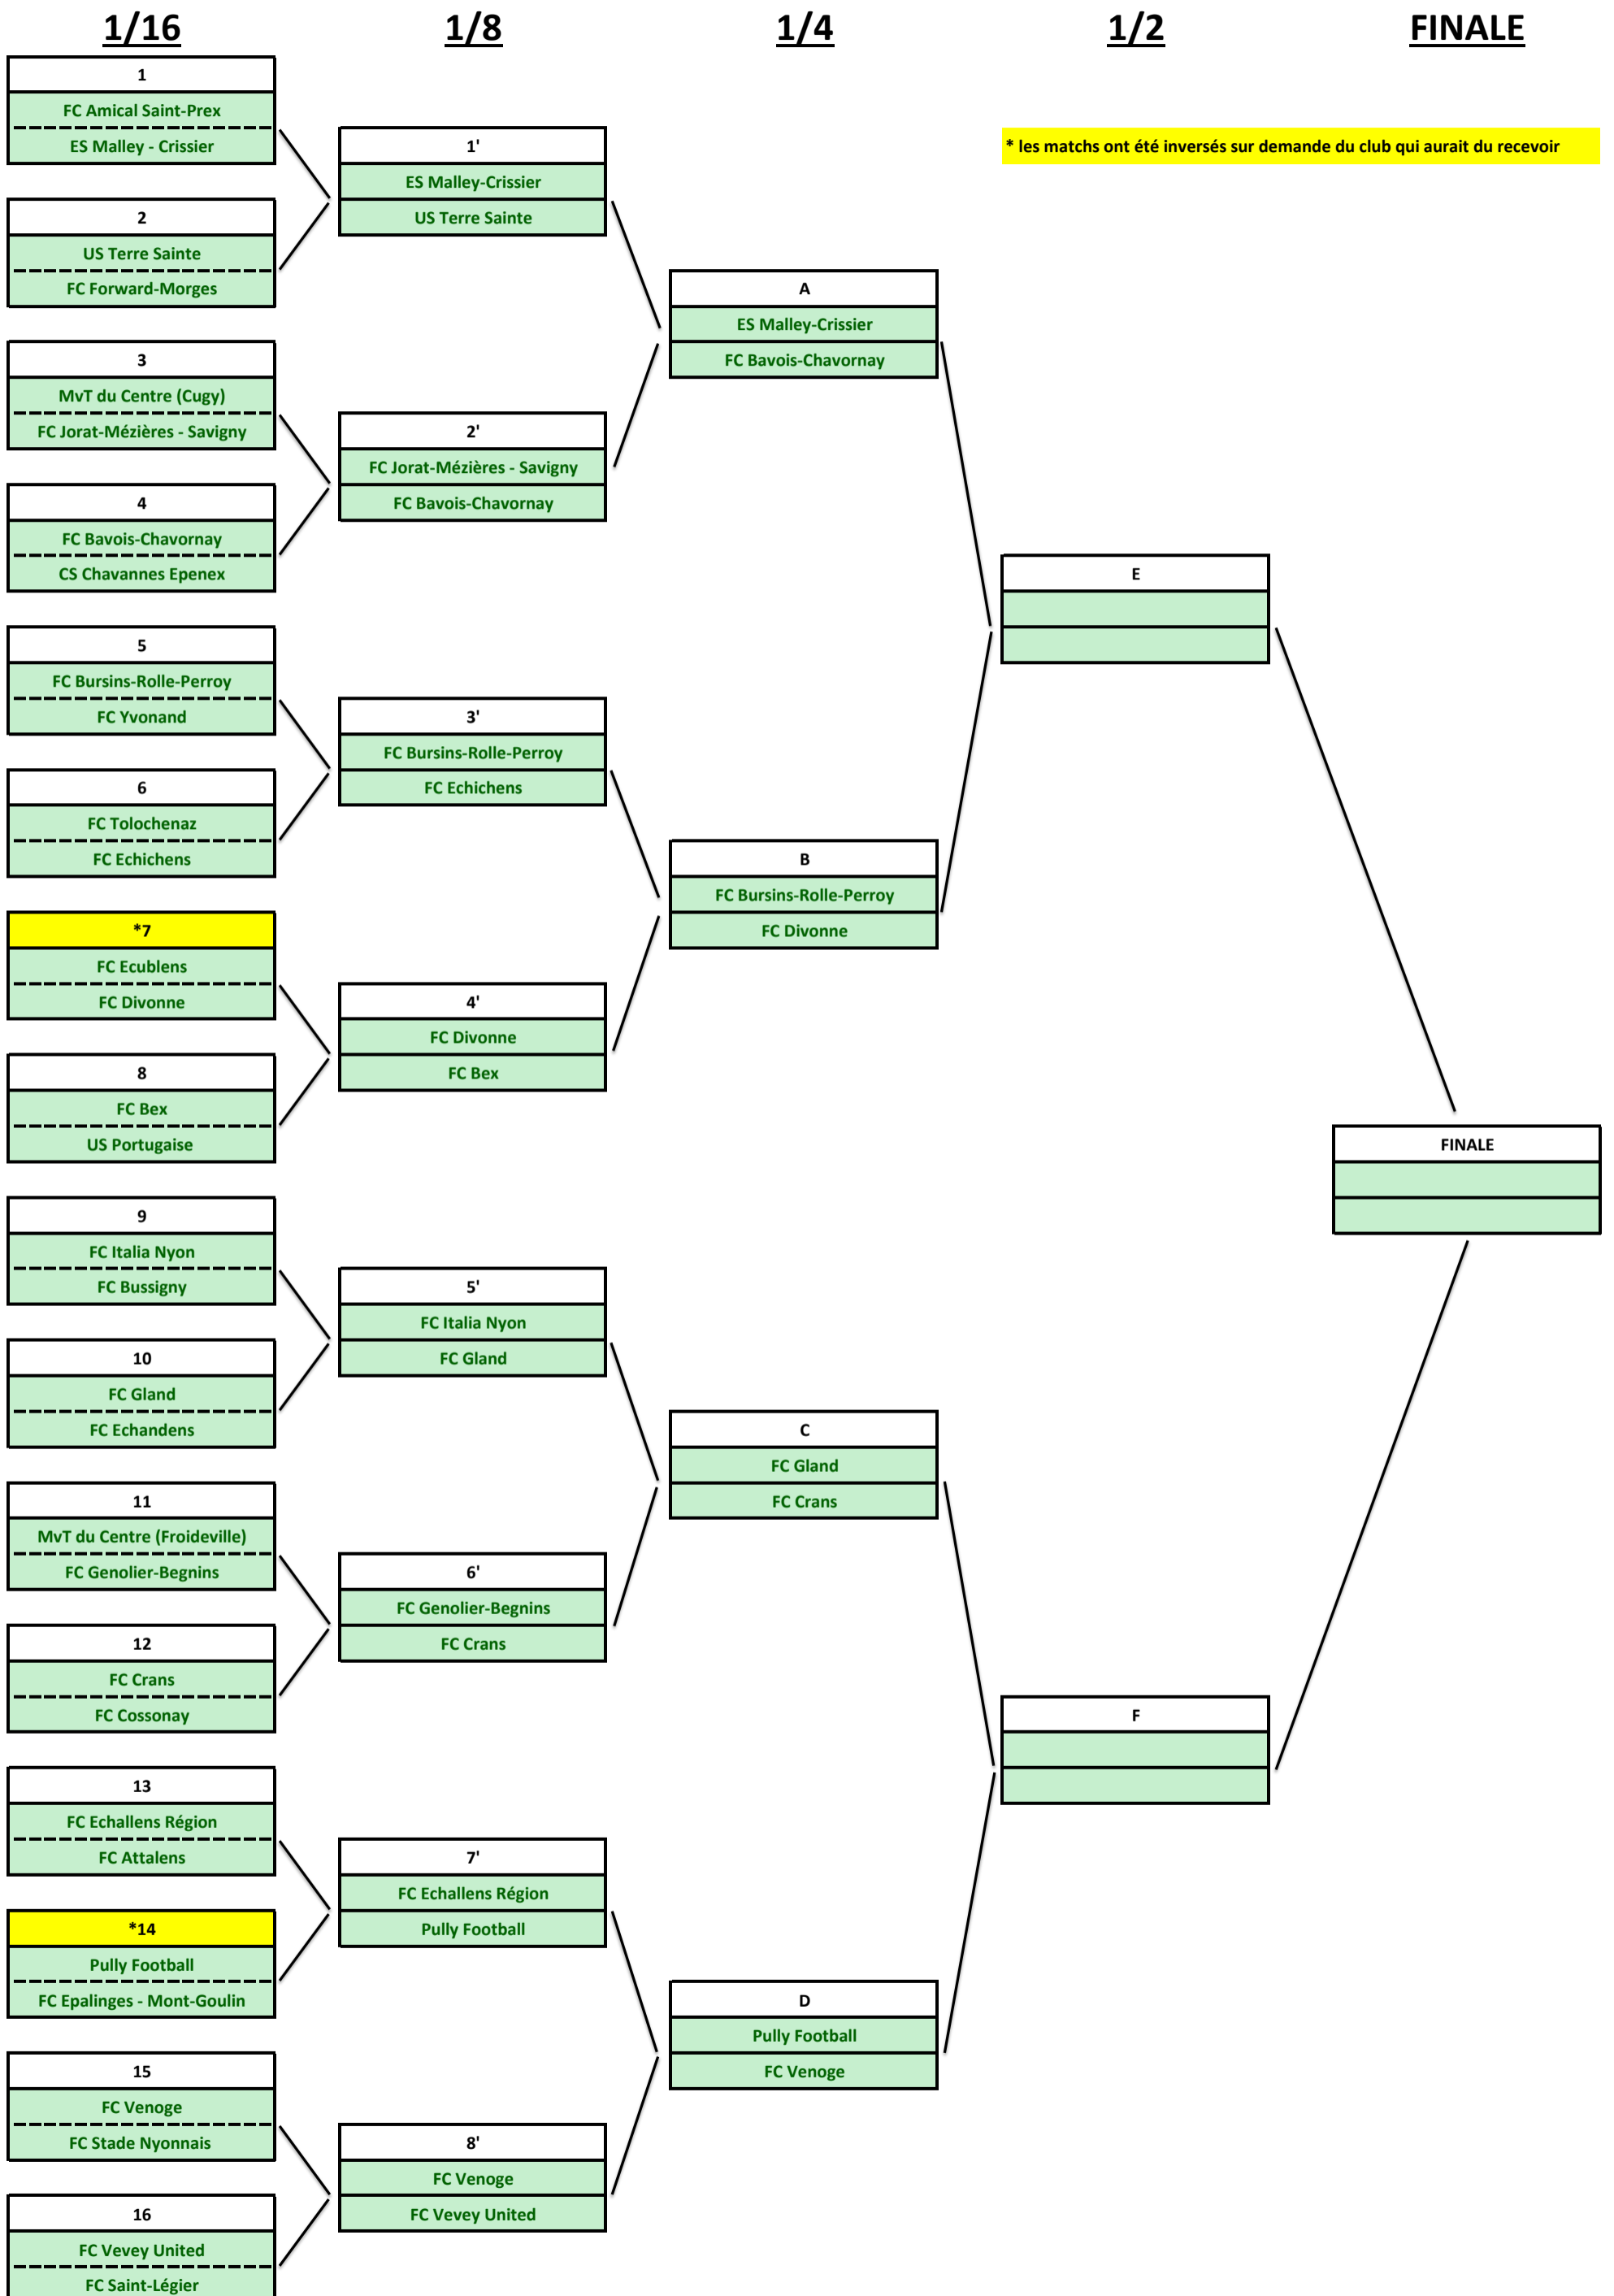 1/16
1/8
1/4
1/2
FINALE
* les matchs ont été inversés sur demande du club qui aurait du recevoir
1
FC Amical Saint-Prex
ES Malley - Crissier
2
US Terre Sainte
FC Forward-Morges
3
MvT du Centre (Cugy)
FC Jorat-Mézières - Savigny
4
FC Bavois-Chavornay
CS Chavannes Epenex
5
FC Bursins-Rolle-Perroy
FC Yvonand
6
FC Tolochenaz
FC Echichens
*7
FC Ecublens
FC Divonne
8
FC Bex
US Portugaise
9
FC Italia Nyon
FC Bussigny
10
FC Gland
FC Echandens
11
MvT du Centre (Froideville)
FC Genolier-Begnins
12
FC Crans
FC Cossonay
13
FC Echallens Région
FC Attalens
*14
Pully Football
FC Epalinges - Mont-Goulin
15
FC Venoge
FC Stade Nyonnais
16
FC Vevey United
FC Saint-Légier
1'
ES Malley-Crissier
US Terre Sainte
2'
FC Jorat-Mézières - Savigny
FC Bavois-Chavornay
3'
FC Bursins-Rolle-Perroy
FC Echichens
4'
FC Divonne
FC Bex
5'
FC Italia Nyon
FC Gland
6'
FC Genolier-Begnins
FC Crans
7'
FC Echallens Région
Pully Football
8'
FC Venoge
FC Vevey United
A
ES Malley-Crissier
FC Bavois-Chavornay
B
FC Bursins-Rolle-Perroy
FC Divonne
C
FC Gland
FC Crans
D
Pully Football
FC Venoge
E
F
FINALE